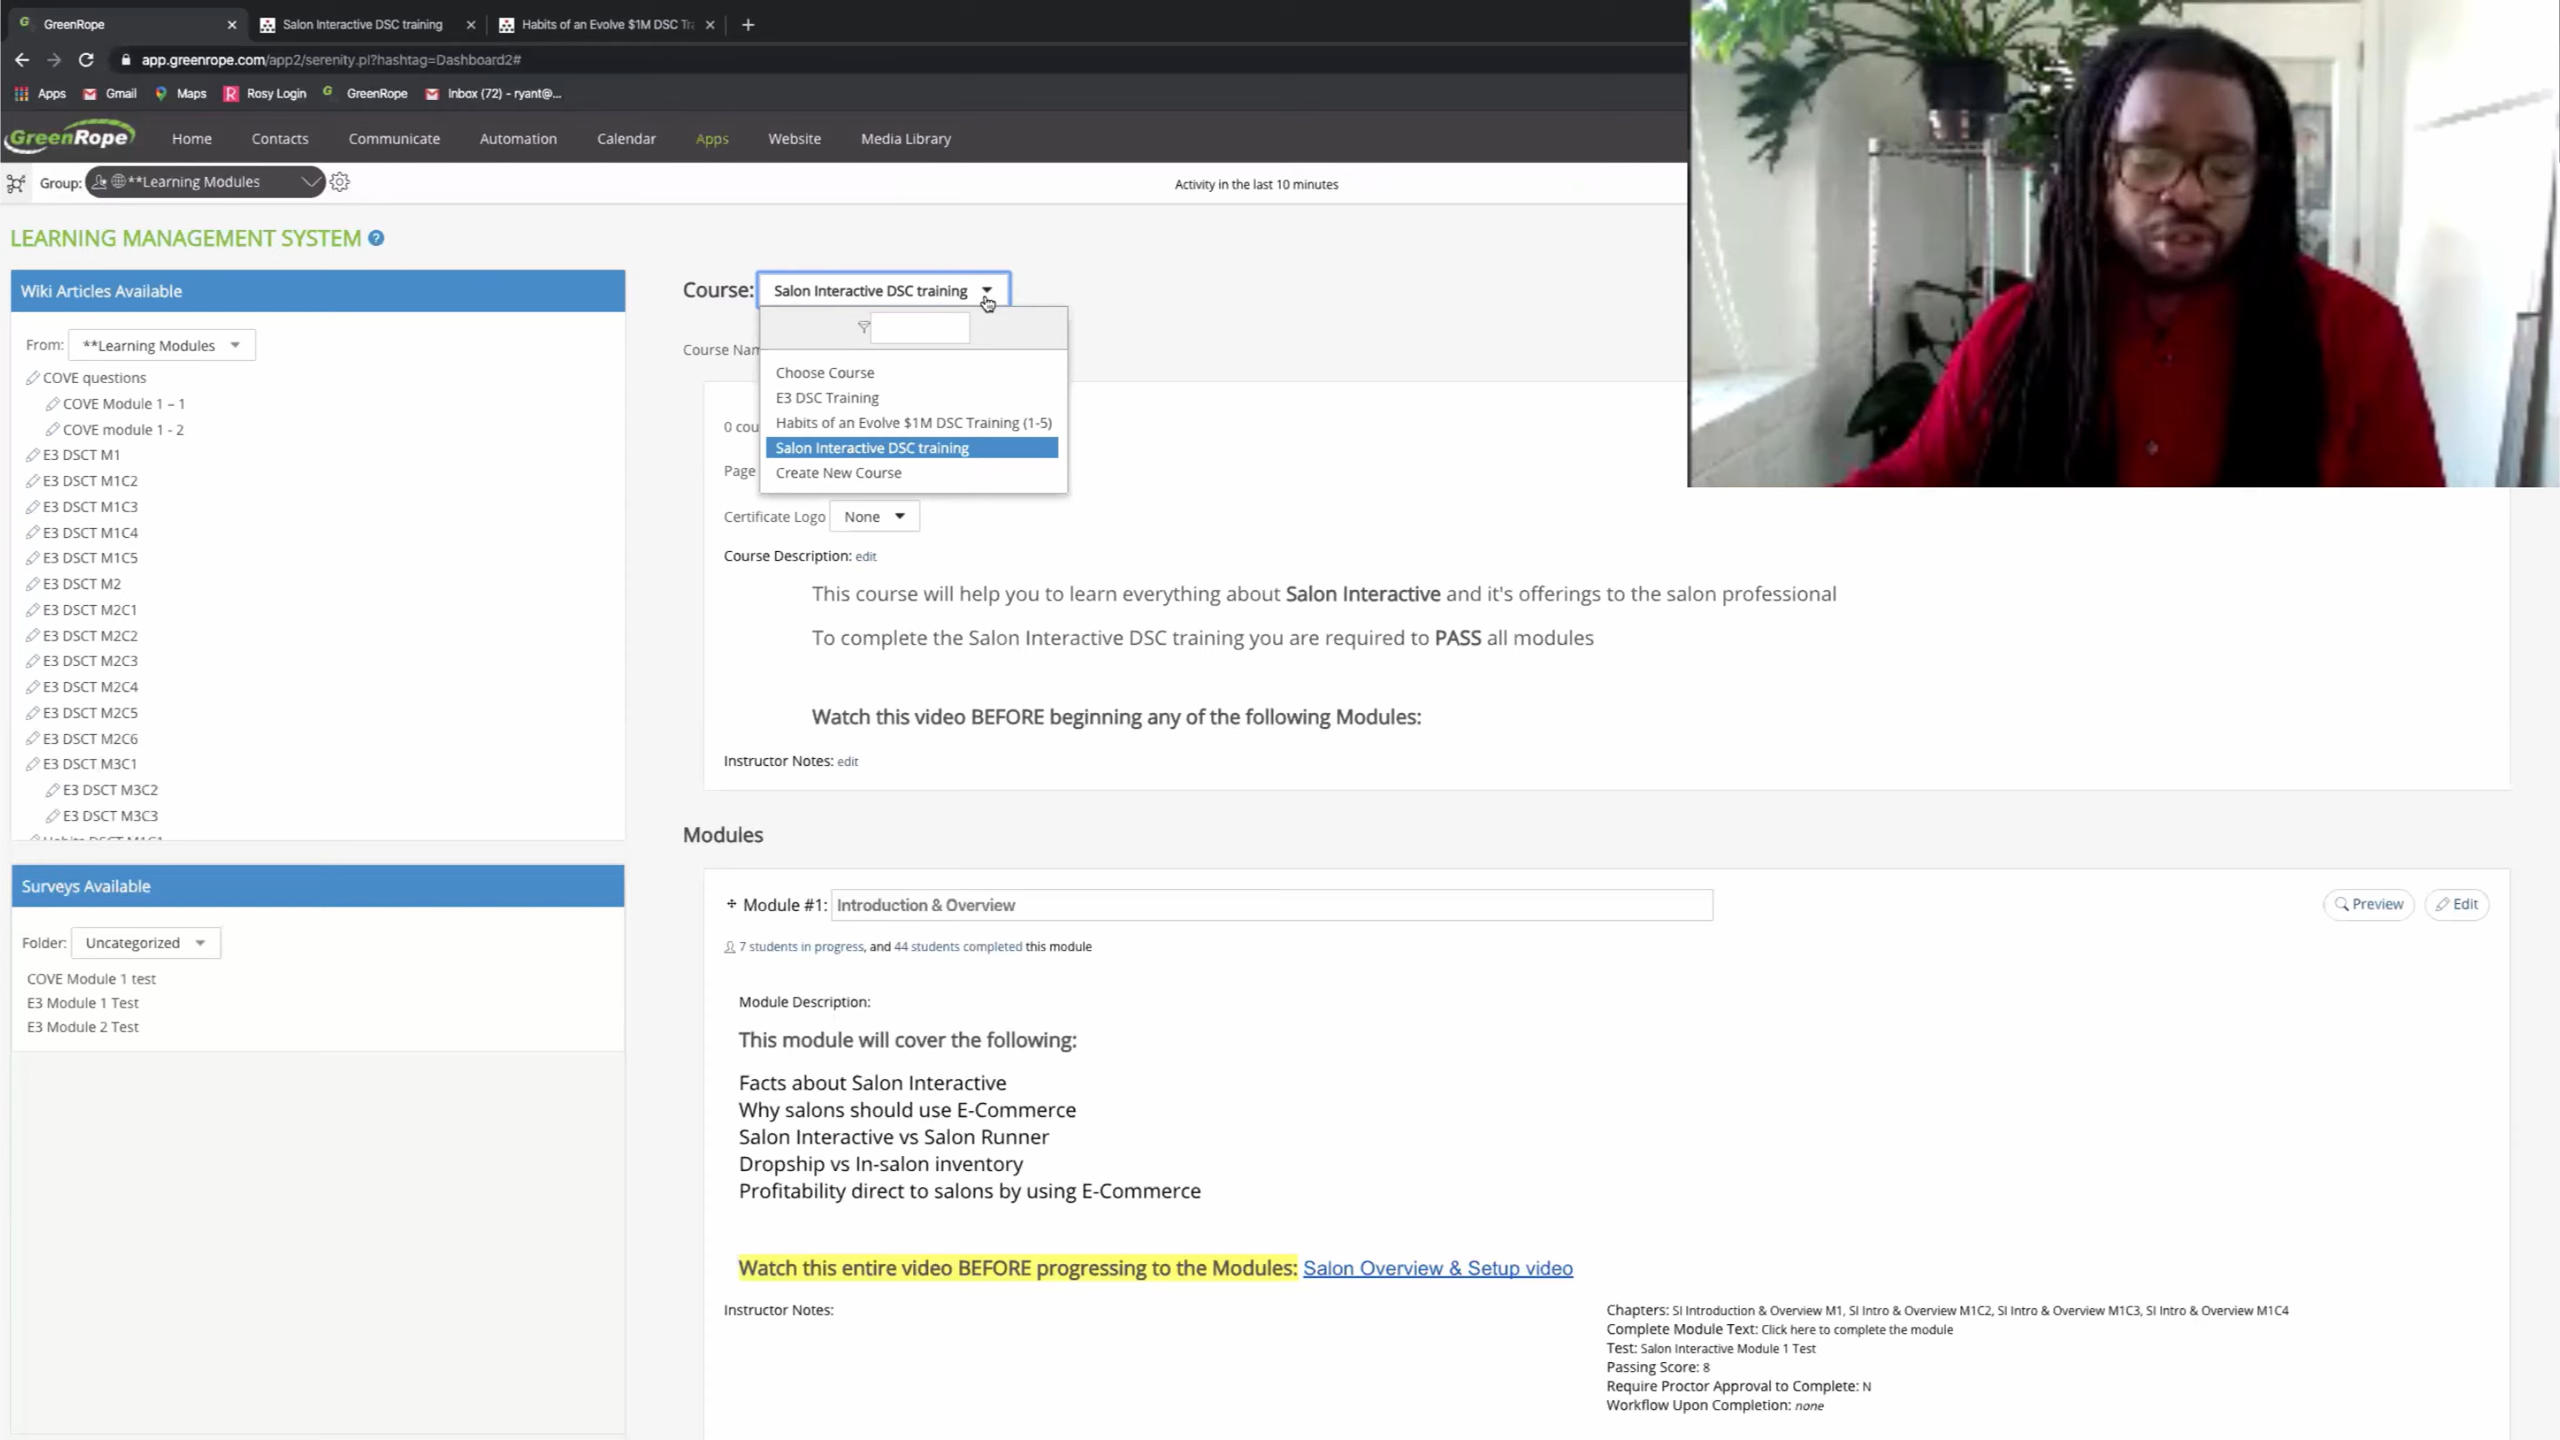 GreenRope
Salon Interactive DSC training
Habits of an Evolve $1M DSC Tr
app.greenrope.com/app2/serenity.pl?hashtag=Dashboard2#
Apps
Gmail
Maps
Rosy Login
GreenRope
Inbox (72) - ryant@...
GreenRope
Home
Contacts
Communicate
Automation
Calendar
Apps
Website
Media Library
Group: **Learning Modules
Activity in the last 10 minutes
LEARNING MANAGEMENT SYSTEM ?
Wiki Articles Available
From: **Learning Modules
COVE questions
COVE Module 1 – 1
COVE module 1 - 2
E3 DSCT M1
E3 DSCT M1C2
E3 DSCT M1C3
E3 DSCT M1C4
E3 DSCT M1C5
E3 DSCT M2
E3 DSCT M2C1
E3 DSCT M2C2
E3 DSCT M2C3
E3 DSCT M2C4
E3 DSCT M2C5
E3 DSCT M2C6
E3 DSCT M3C1
E3 DSCT M3C2
E3 DSCT M3C3
Surveys Available
Folder: Uncategorized
COVE Module 1 test
E3 Module 1 Test
E3 Module 2 Test
Course: Salon Interactive DSC training
Course Nam
Choose Course
E3 DSC Training
Habits of an Evolve $1M DSC Training (1-5)
Salon Interactive DSC training
Create New Course
0 cou
Page
Certificate Logo None
Course Description: edit
This course will help you to learn everything about Salon Interactive and it's offerings to the salon professional
To complete the Salon Interactive DSC training you are required to PASS all modules
Watch this video BEFORE beginning any of the following Modules:
Instructor Notes: edit
Modules
Module #1: Introduction & Overview
Preview
Edit
7 students in progress, and 44 students completed this module
Module Description:
This module will cover the following:
Facts about Salon Interactive
Why salons should use E-Commerce
Salon Interactive vs Salon Runner
Dropship vs In-salon inventory
Profitability direct to salons by using E-Commerce
Watch this entire video BEFORE progressing to the Modules: Salon Overview & Setup video
Instructor Notes:
Chapters: SI Introduction & Overview M1, SI Intro & Overview M1C2, SI Intro & Overview M1C3, SI Intro & Overview M1C4
Complete Module Text: Click here to complete the module
Test: Salon Interactive Module 1 Test
Passing Score: 8
Require Proctor Approval to Complete: N
Workflow Upon Completion: none